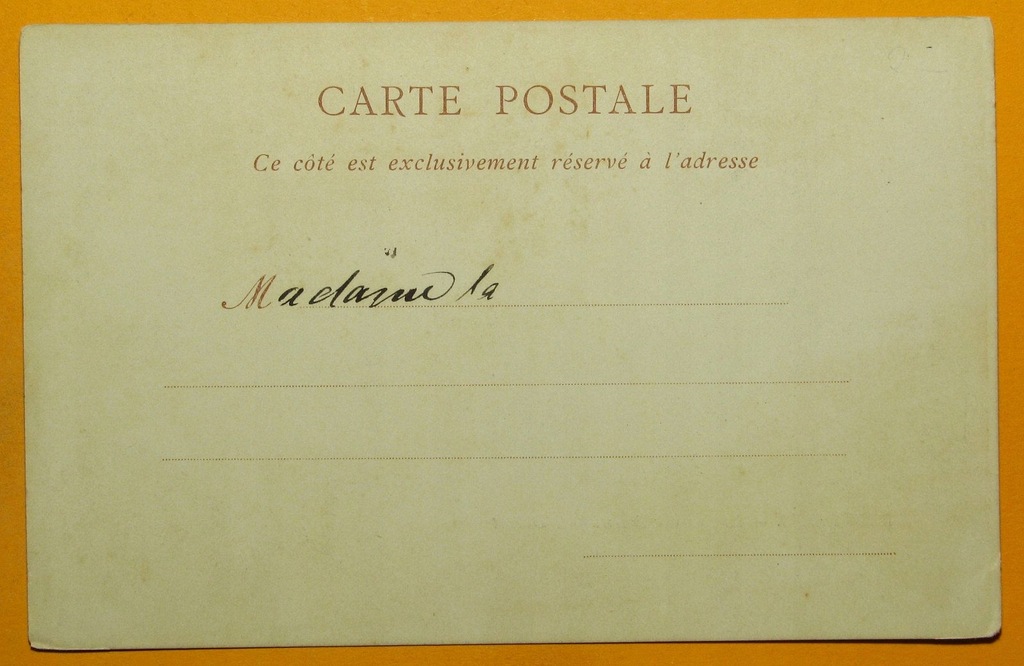 CARTE POSTALE
Ce côté est exclusivement réservé à l'adresse
Madame la